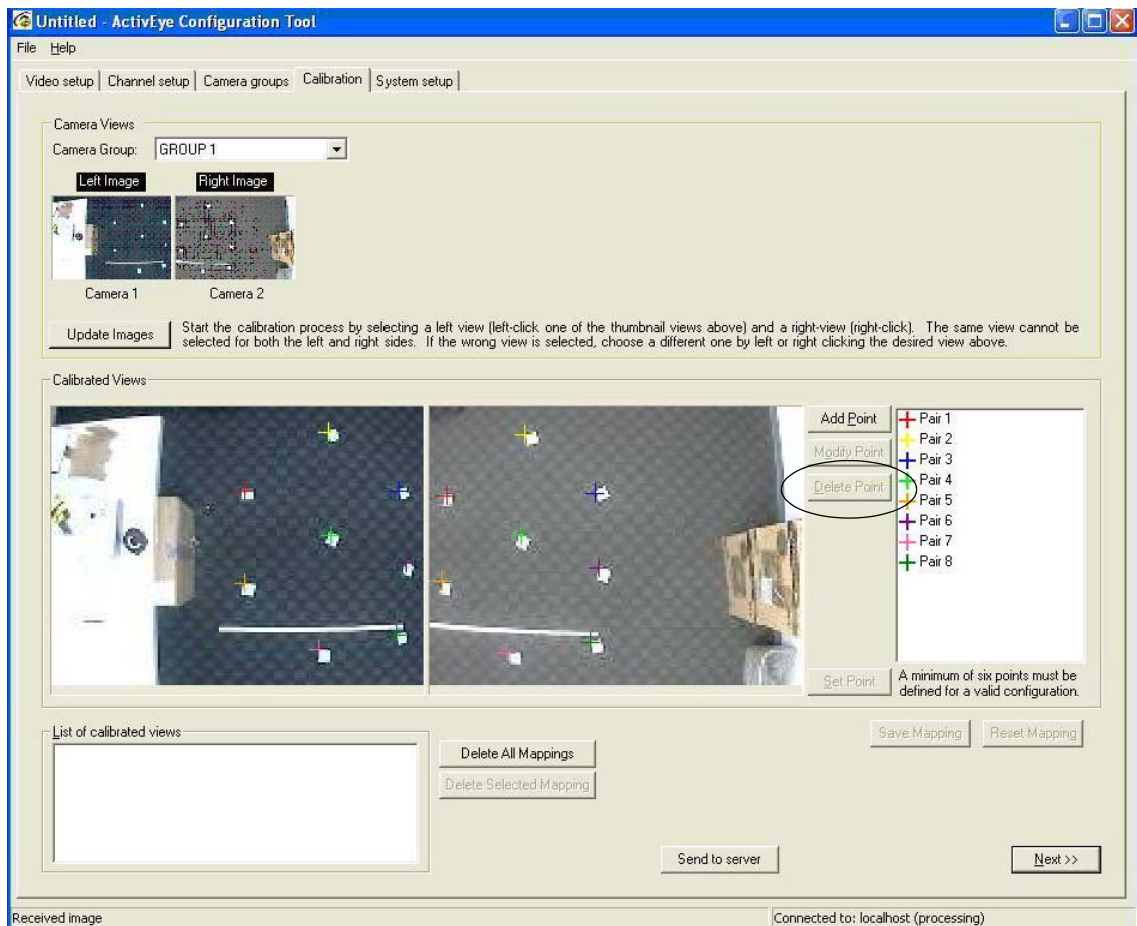 Untitled - ActivEye Configuration Tool
File Help
Video setup Channel setup Camera groups Calibration System setup
Camera Views
Camera Group: GROUP 1
Left Image Right Image
Camera 1 Camera 2
Update Images
Start the calibration process by selecting a left view (left-click one of the thumbnail views above) and a right-view (right-click). The same view cannot be
selected for both the left and right sides. If the wrong view is selected, choose a different one by left or right clicking the desired view above.
Calibrated Views
Add Point
Modify Point
Delete Point
Set Point
Pair 1
Pair 2
Pair 3
Pair 4
Pair 5
Pair 6
Pair 7
Pair 8
A minimum of six points must be
defined for a valid configuration.
Save Mapping Reset Mapping
List of calibrated views
Delete All Mappings
Delete Selected Mapping
Send to server
Next >>
Received image
Connected to: localhost (processing)